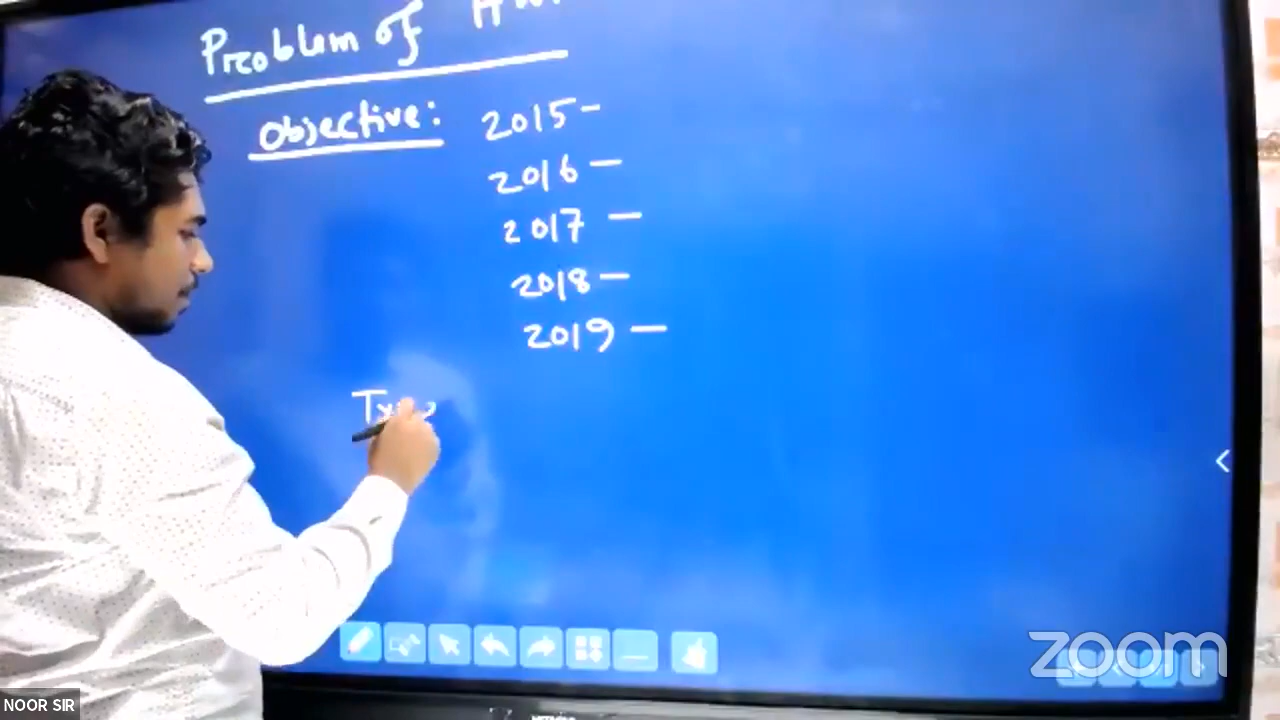 Problem of
Objective: 2015 -
2016 -
2017 -
2018 -
2019 -
zoom
NOOR SIR